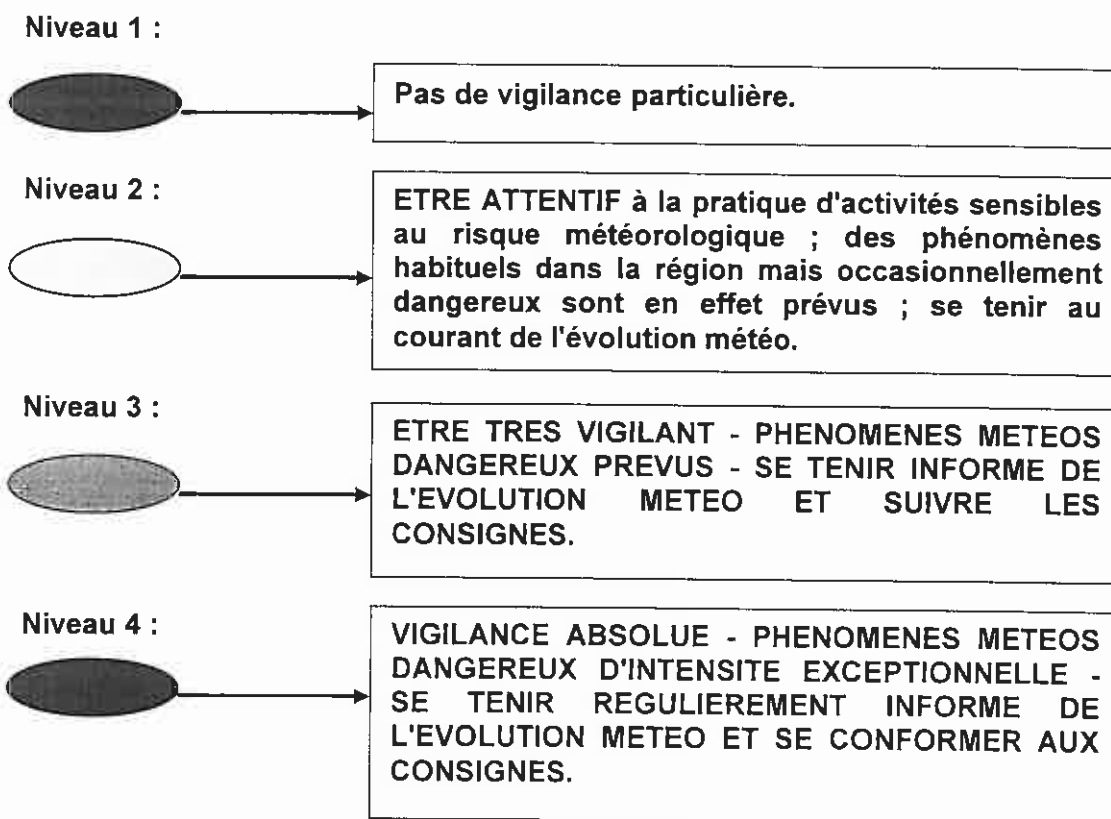 Niveau 1 :
Pas de vigilance particulière.
Niveau 2 :
ETRE ATTENTIF à la pratique d'activités sensibles
au risque météorologique ; des phénomènes
habituels dans la région mais occasionnellement
dangereux sont en effet prévus ; se tenir au
courant de l'évolution météo.
Niveau 3 :
ETRE TRES VIGILANT - PHENOMENES METEOS
DANGEREUX PREVUS - SE TENIR INFORME DE
L'EVOLUTION METEO ET SUIVRE LES
CONSIGNES.
Niveau 4 :
VIGILANCE ABSOLUE - PHENOMENES METEOS
DANGEREUX D'INTENSITE EXCEPTIONNELLE -
SE TENIR REGULIEREMENT INFORME DE
L'EVOLUTION METEO ET SE CONFORMER AUX
CONSIGNES.